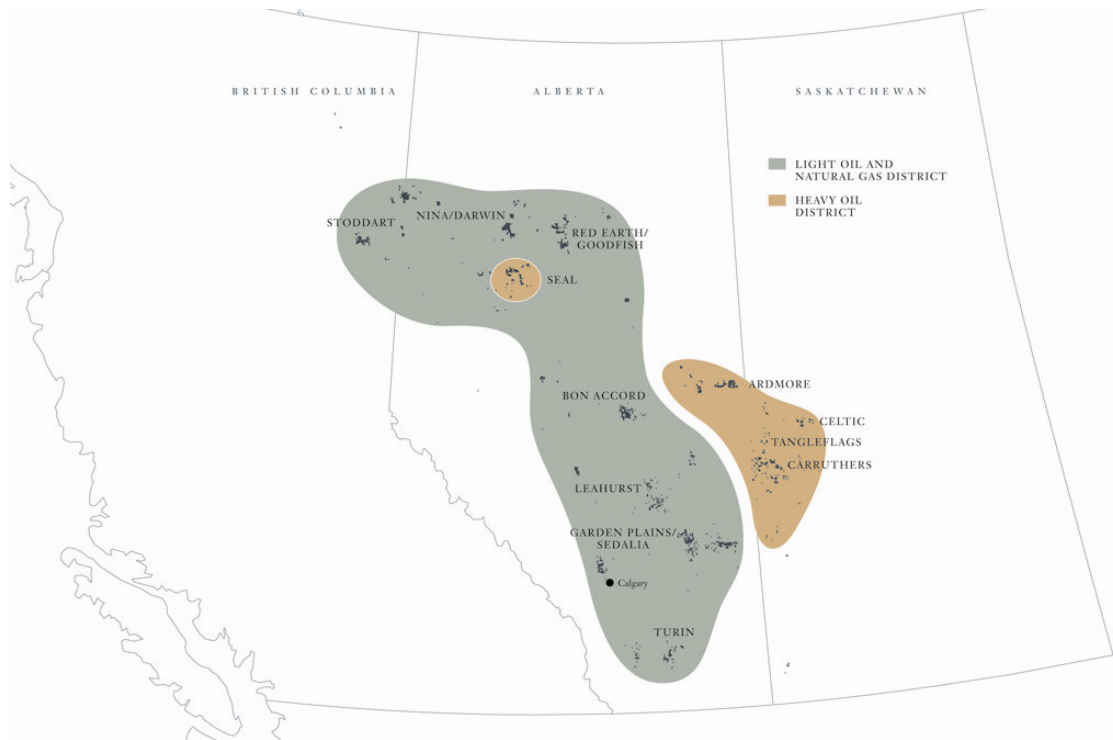 BRITISH COLUMBIA
ALBERTA
SASKATCHEWAN
LIGHT OIL AND
NATURAL GAS DISTRICT
HEAVY OIL
DISTRICT
STODDART
NINA/DARWIN
RED EARTH/
GOODFISH
SEAL
ARDMORE
BON ACCORD
CELTIC
TANGLEFLAGS
CARRUTHERS
LEAHURST
GARDEN PLAINS/
SEDALIA
Calgary
TURIN